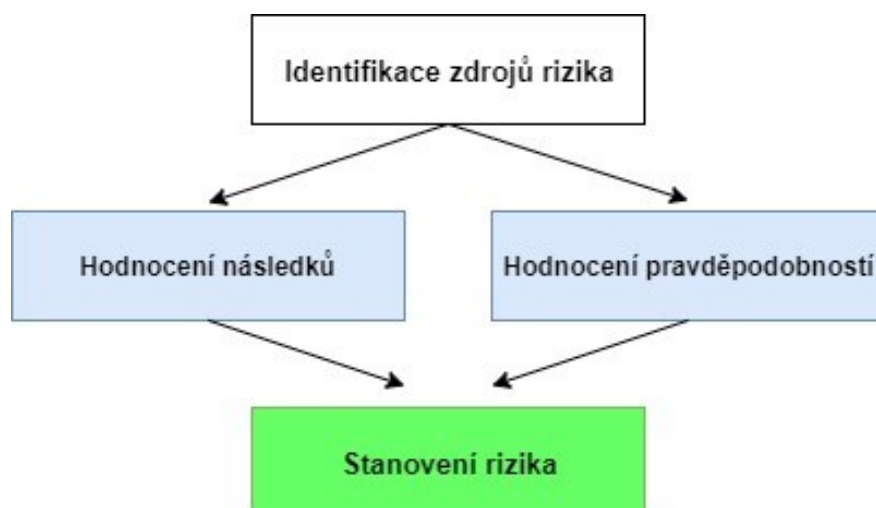 Identifikace zdrojů rizika
Hodnocení následků
Hodnocení pravděpodobností
Stanovení rizika